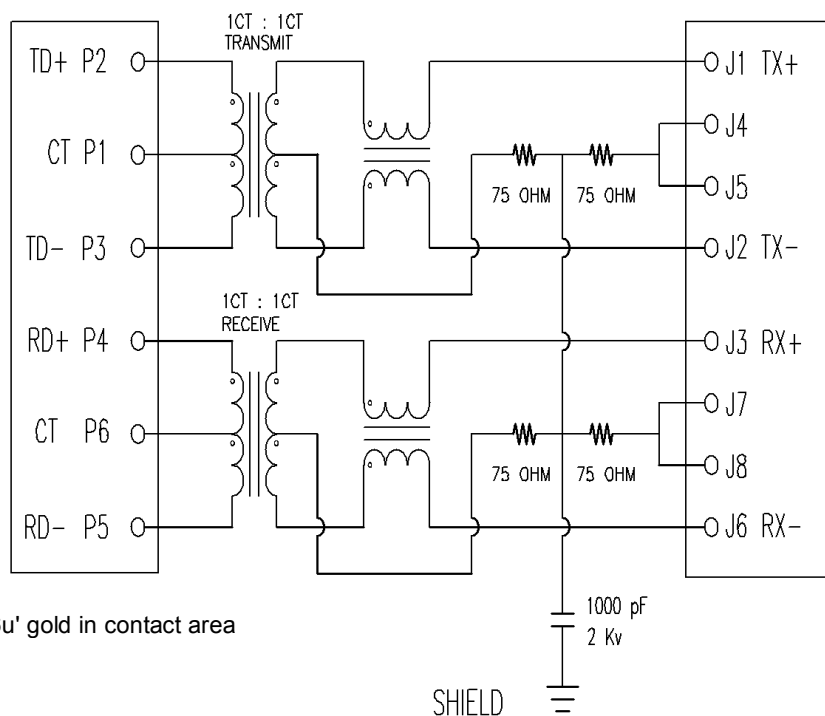 1CT : 1CT
TRANSMIT
TD+ P2
CT P1
TD- P3
1CT : 1CT
RECEIVE
RD+ P4
CT P6
RD- P5
75 OHM
75 OHM
75 OHM
75 OHM
J1 TX+
J4
J5
J2 TX-
J3 RX+
J7
J8
J6 RX-
1000 pF
2 Kv
SHIELD
u' gold in contact area